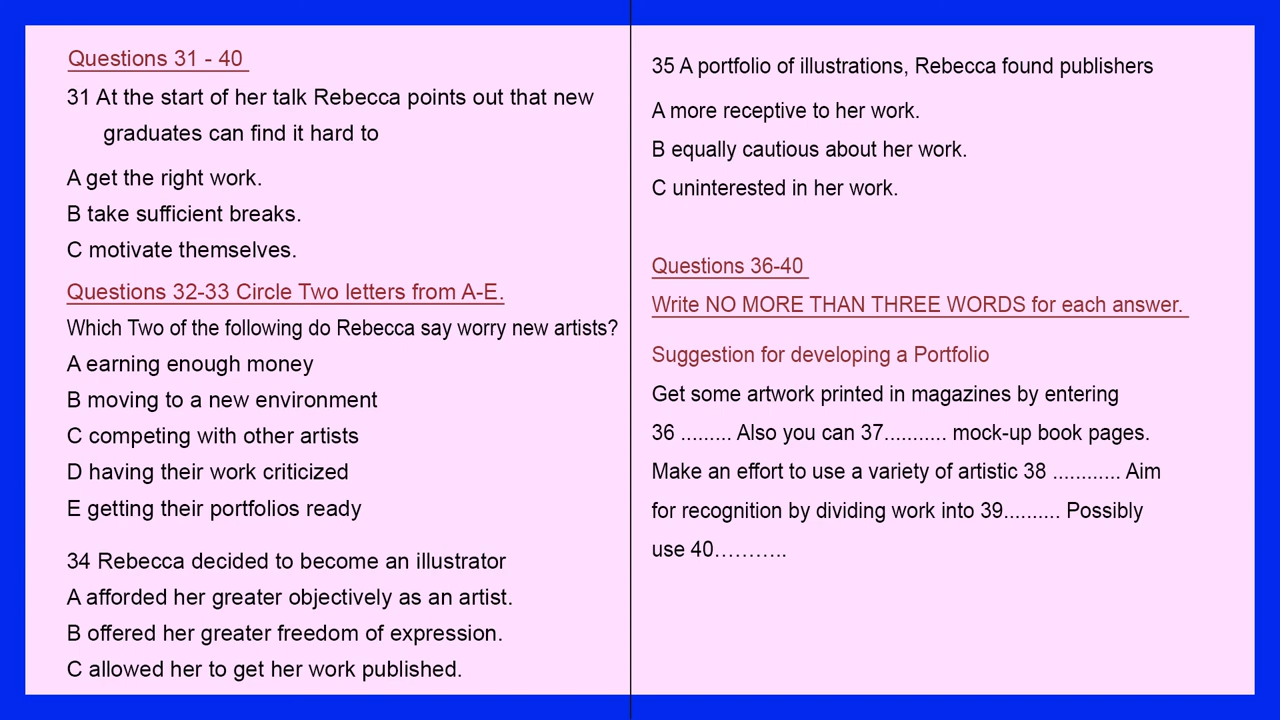 Questions 31 - 40
31 At the start of her talk Rebecca points out that new
graduates can find it hard to
A get the right work.
B take sufficient breaks.
C motivate themselves.
Questions 32-33 Circle Two letters from A-E.
Which Two of the following do Rebecca say worry new artists?
A earning enough money
B moving to a new environment
C competing with other artists
D having their work criticized
E getting their portfolios ready
34 Rebecca decided to become an illustrator
A afforded her greater objectively as an artist.
B offered her greater freedom of expression.
C allowed her to get her work published.
35 A portfolio of illustrations, Rebecca found publishers
A more receptive to her work.
B equally cautious about her work.
C uninterested in her work.
Questions 36-40
Write NO MORE THAN THREE WORDS for each answer.
Suggestion for developing a Portfolio
Get some artwork printed in magazines by entering
36 ......... Also you can 37........... mock-up book pages.
Make an effort to use a variety of artistic 38 ............ Aim
for recognition by dividing work into 39.......... Possibly
use 40………..